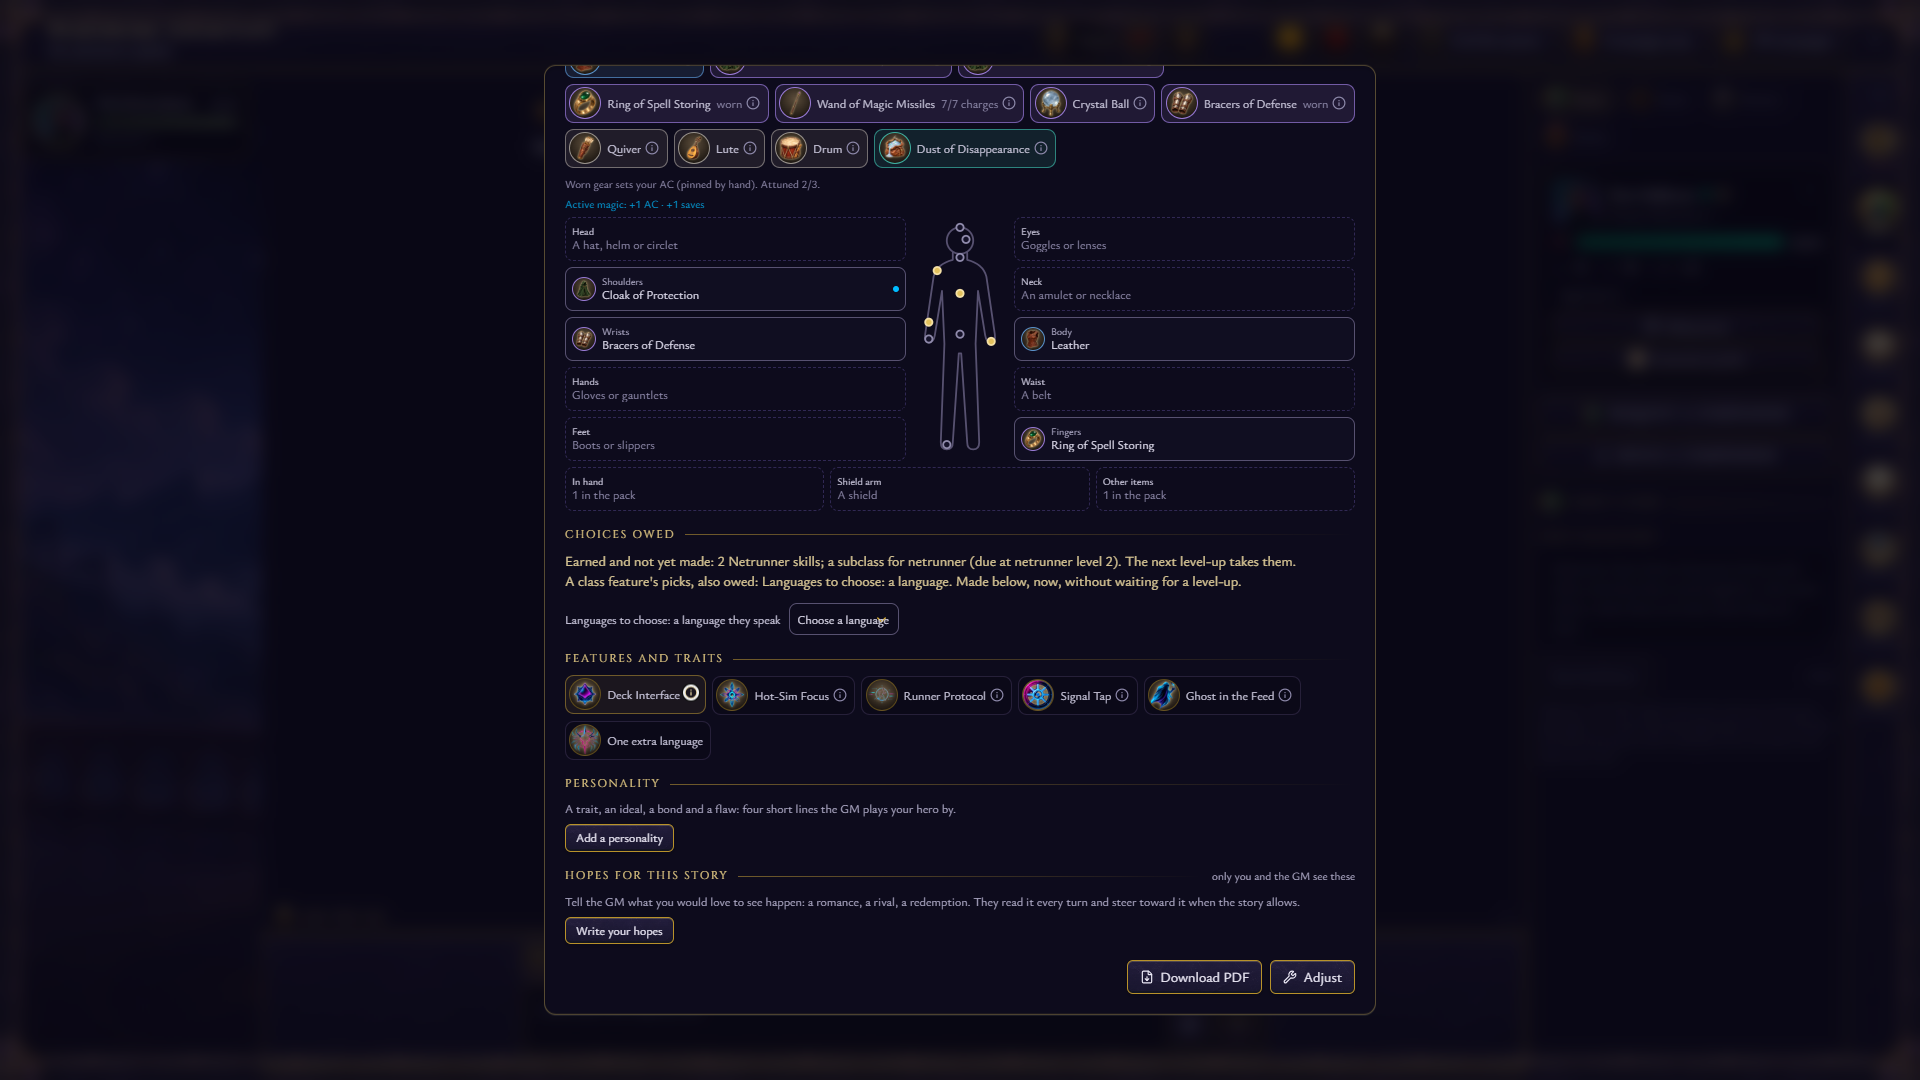 Ring of Spell Storing worn
Wand of Magic Missiles 7/7 charges
Crystal Ball
Bracers of Defense worn
Quiver
Lute
Drum
Dust of Disappearance
Worn gear sets your AC (pinned by hand). Attuned 2/3.
Active magic: +1 AC · +1 saves
Head
A hat, helm or circlet
Eyes
Goggles or lenses
Shoulders
Cloak of Protection
Neck
An amulet or necklace
Wrists
Bracers of Defense
Body
Leather
Hands
Gloves or gauntlets
Waist
A belt
Feet
Boots or slippers
Fingers
Ring of Spell Storing
In hand
1 in the pack
Shield arm
A shield
Other items
1 in the pack
CHOICES OWED
Earned and not yet made: 2 Netrunner skills; a subclass for netrunner (due at netrunner level 2). The next level-up takes them.
A class feature's picks, also owed: Languages to choose: a language. Made below, now, without waiting for a level-up.
Languages to choose: a language they speak
Choose a language
FEATURES AND TRAITS
Deck Interface
Hot-Sim Focus
Runner Protocol
Signal Tap
Ghost in the Feed
One extra language
PERSONALITY
A trait, an ideal, a bond and a flaw: four short lines the GM plays your hero by.
Add a personality
HOPES FOR THIS STORY
only you and the GM see these
Tell the GM what you would love to see happen: a romance, a rival, a redemption. They read it every turn and steer toward it when the story allows.
Write your hopes
Download PDF
Adjust